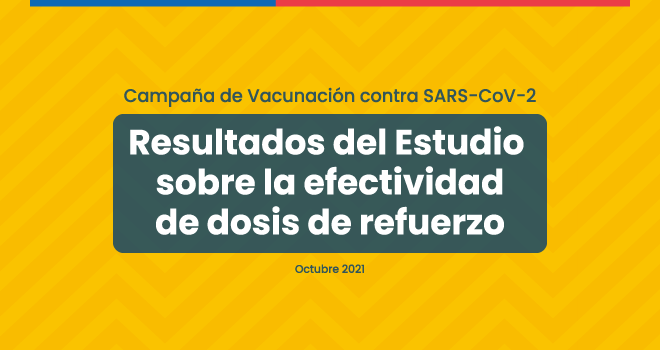 Campaña de Vacunación contra SARS-CoV-2
Resultados del Estudio
sobre la efectividad
de dosis de refuerzo
Octubre 2021